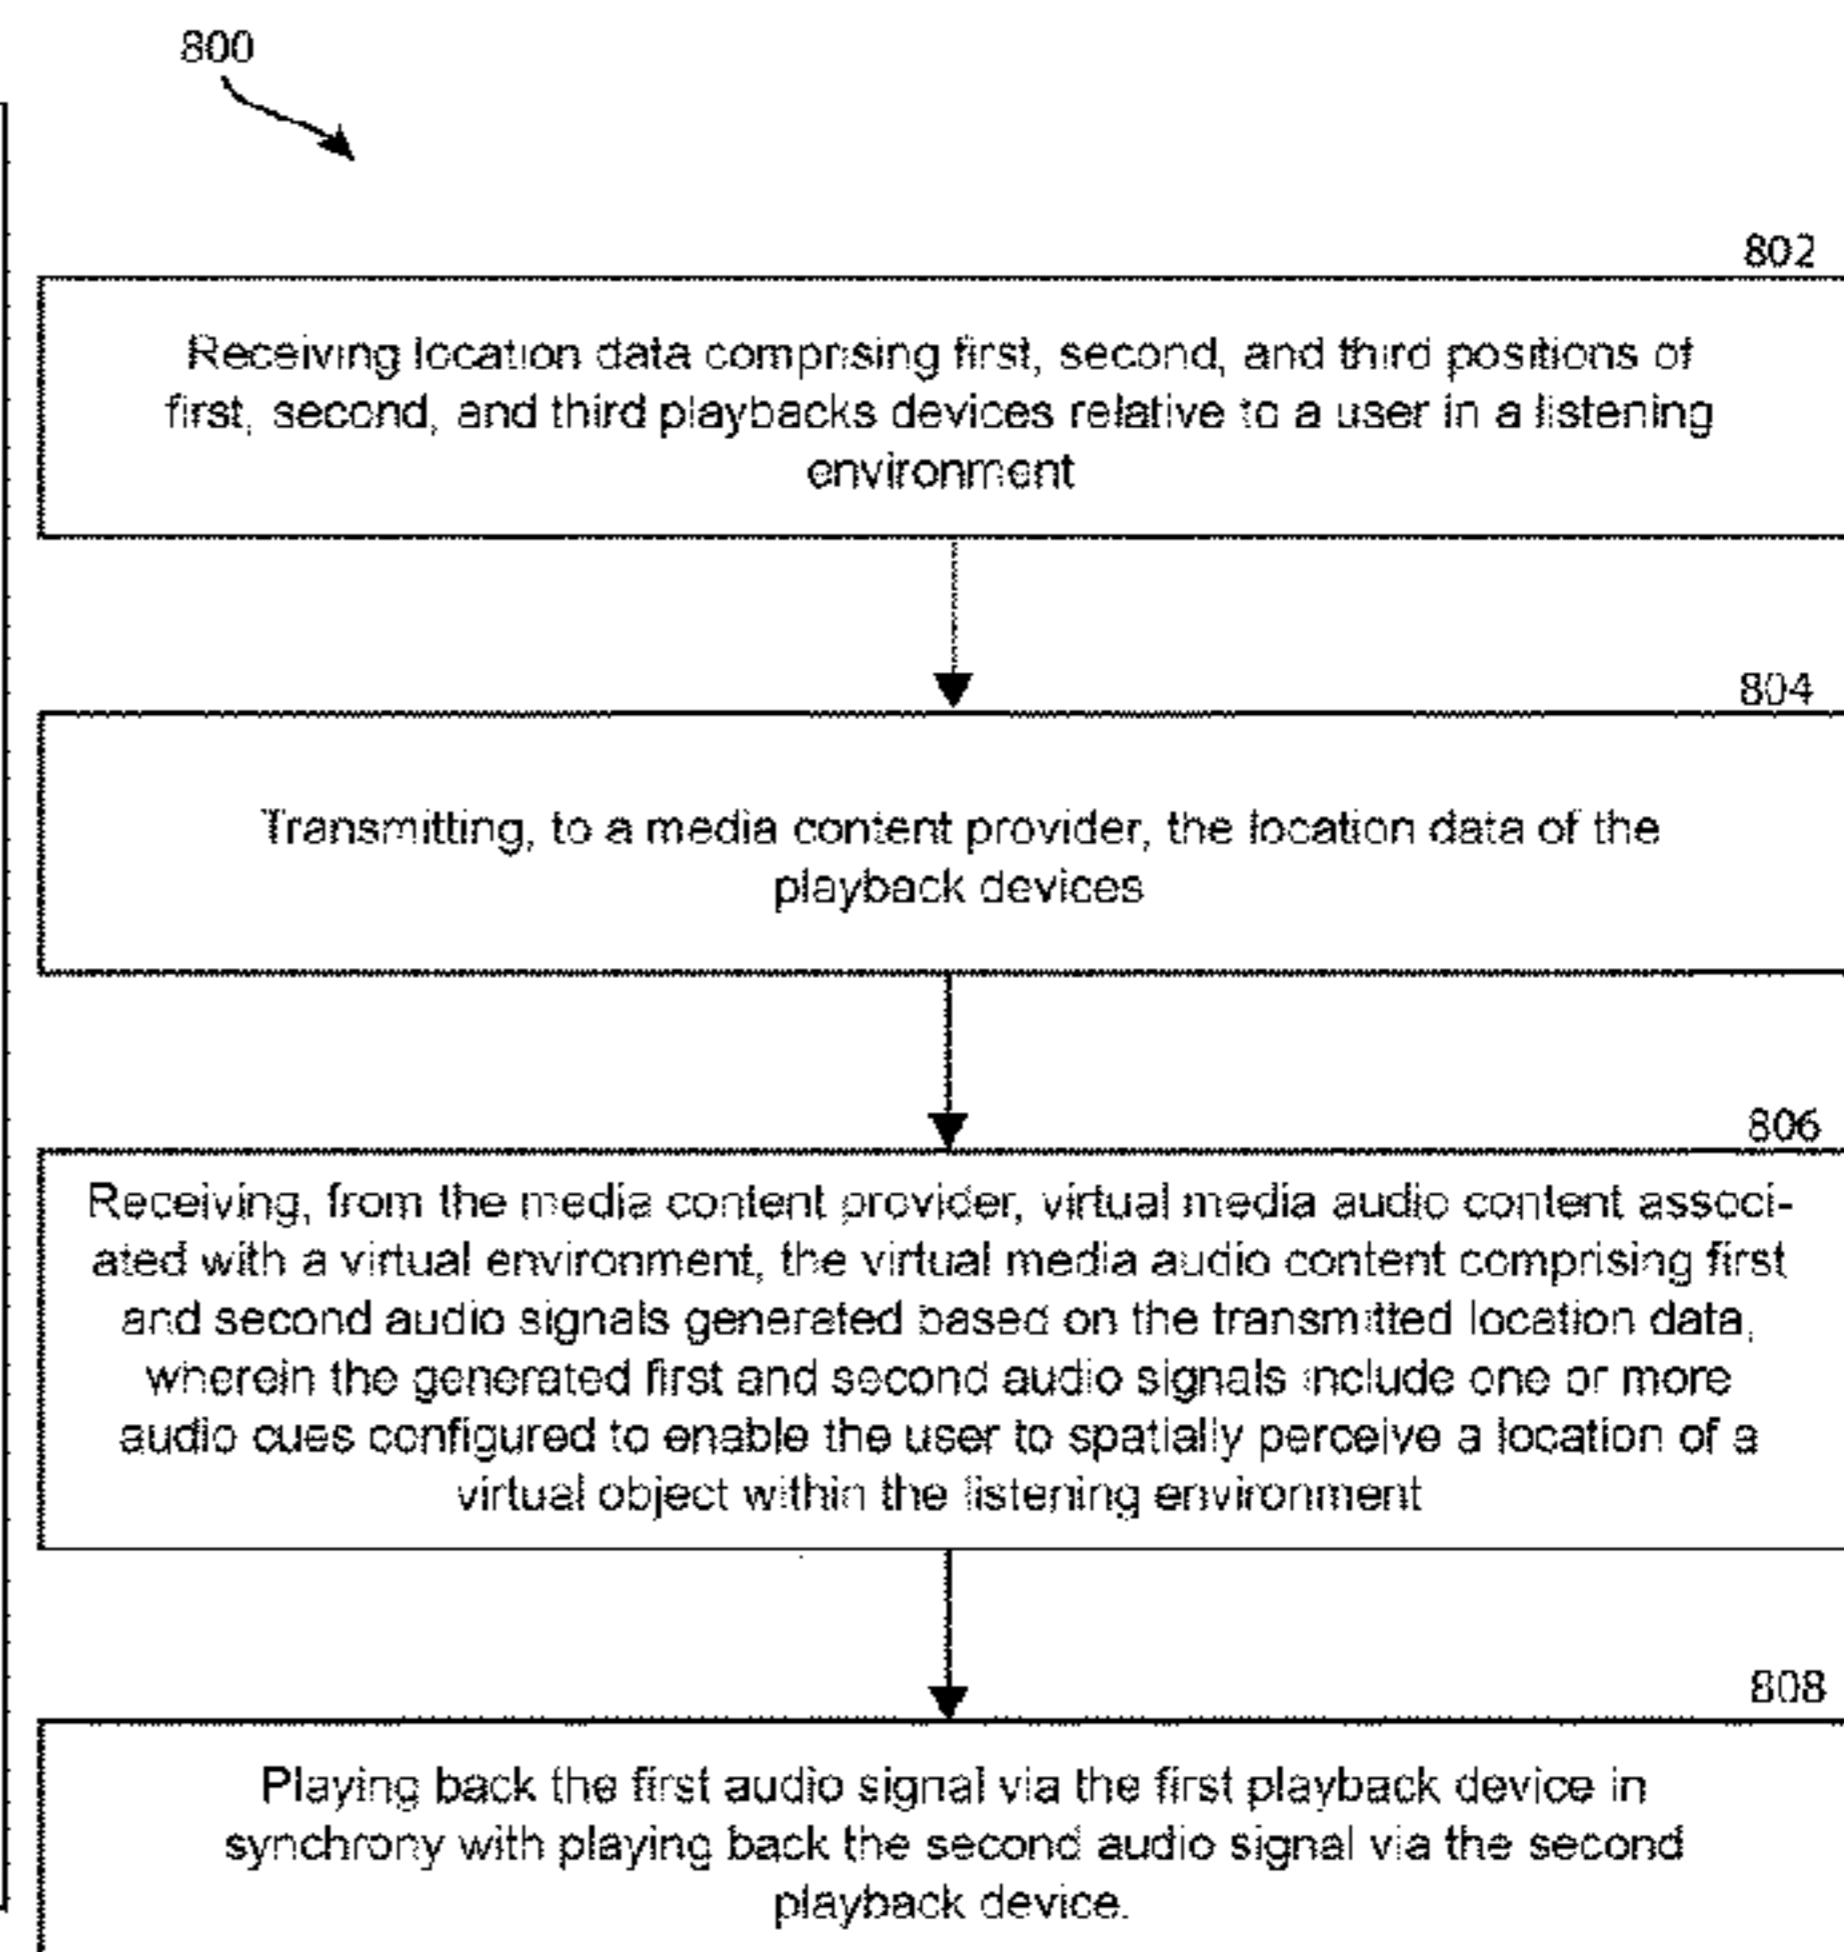 800
802
Receiving location data comprising first, second, and third positions of
first, second, and third playbacks devices relative to a user in a listening
environment
804
Transmitting, to a media content provider, the location data of the
playback devices
806
Receiving, from the media content provider, virtual media audio content associ-
ated with a virtual environment, the virtual media audio content comprising first
and second audio signals generated based on the transmitted location data,
wherein the generated first and second audio signals include one or more
audio cues configured to enable the user to spatially perceive a location of a
virtual object within the listening environment
808
Playing back the first audio signal via the first playback device in
synchrony with playing back the second audio signal via the second
playback device.